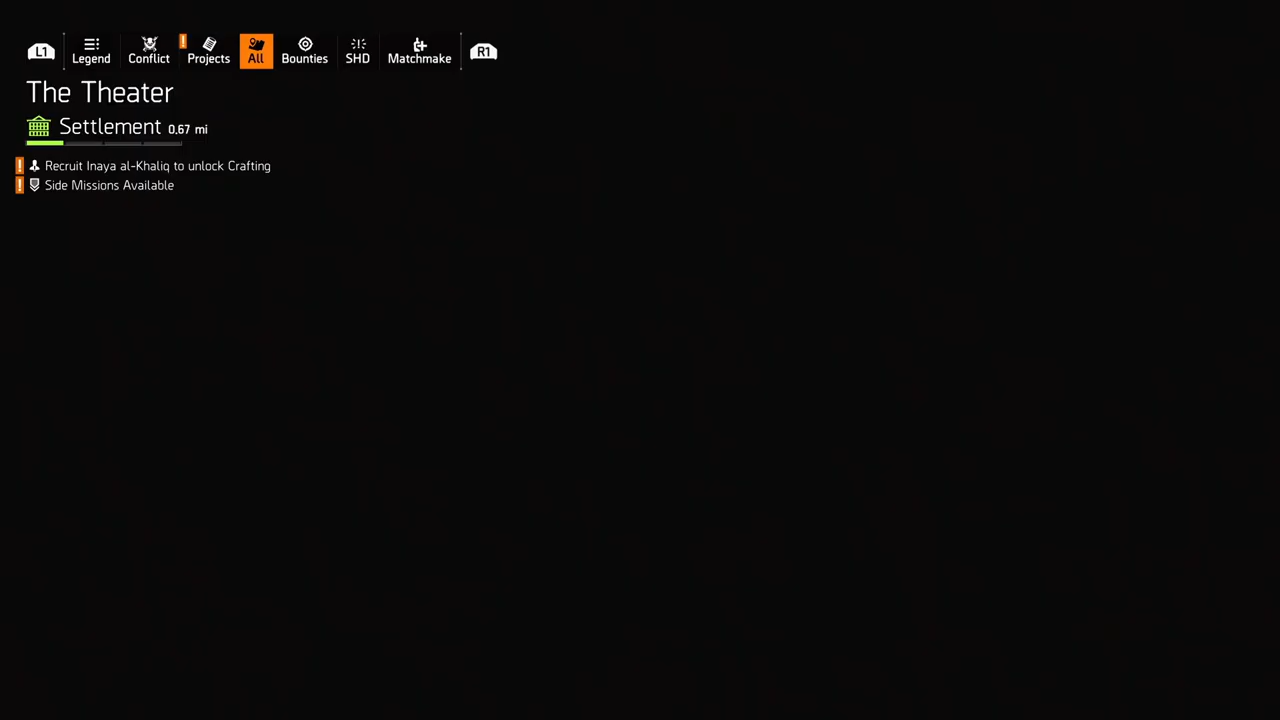 L1 Legend Conflict ! Projects All Bounties SHD Matchmake R1
The Theater
Settlement 0.67 mi
! Recruit Inaya al-Khaliq to unlock Crafting
! Side Missions Available